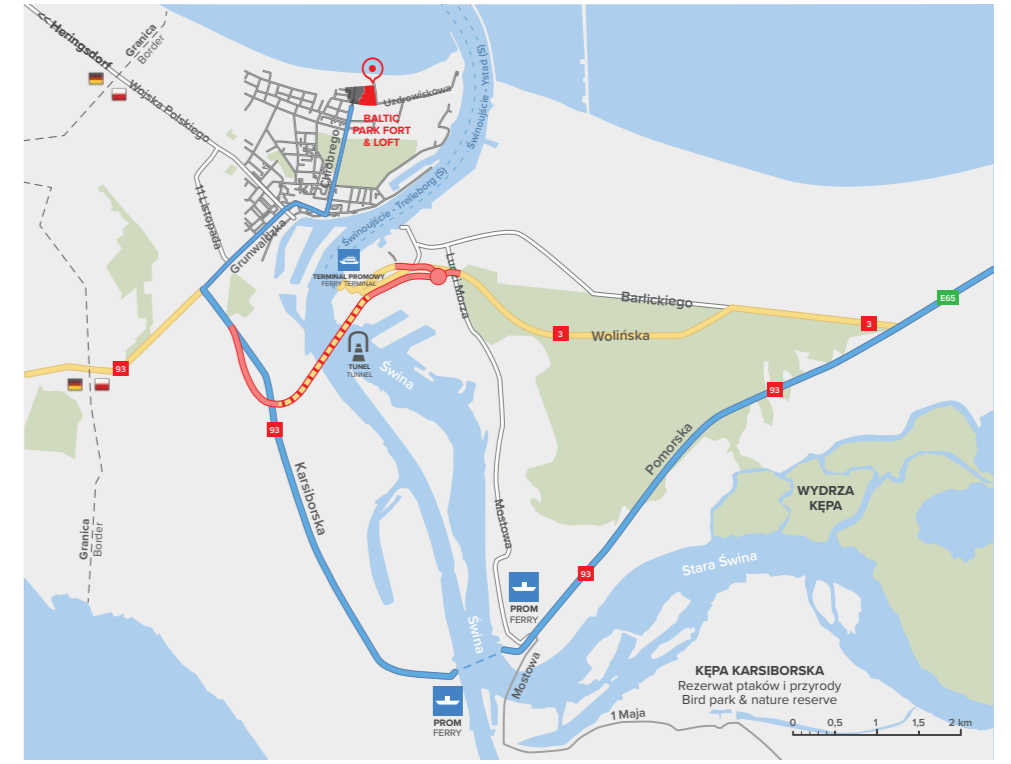 << Heringsdorf
Granica
Border
Wojska Polskiego
Uzdrowiskowa
BALTIC
PARK FORT
& LOFT
Chrobrego
Świnoujście - Ystad (S)
Świnoujście - Trelleborg (S)
11 Listopada
Grunwaldzka
TERMINAL PROMOWY
FERRY TERMINAL
Ludzi Morza
Barlickiego
E65
3
Wolińska
3
TUNEL
TUNNEL
Świna
93
93
93
Pomorska
Karsiborska
WYDRZA
KĘPA
Granica
Border
Mostowa
Stara Świna
93
PROM
FERRY
Świna
Mostowa
KĘPA KARSIBORSKA
Rezerwat ptaków i przyrody
Bird park & nature reserve
PROM
FERRY
1 Maja
0 0,5 1 1,5 2 km